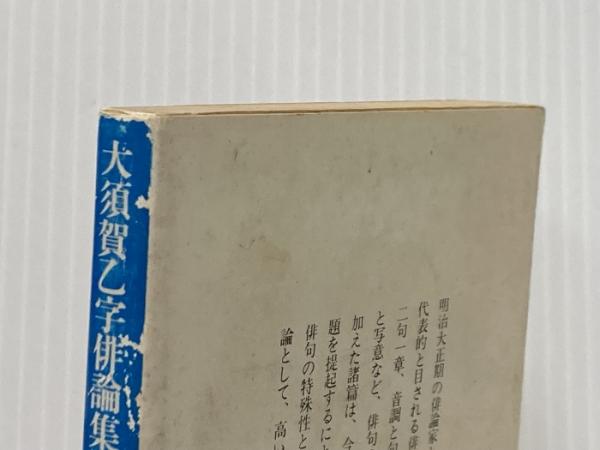 大須賀乙字俳論集
明治大正期の俳論家
代表的と目される俳
二句一章、音調と句
と写意など、俳句
加えた諸篇は、今
題を提起するに
俳句の特殊性と
論として、高い